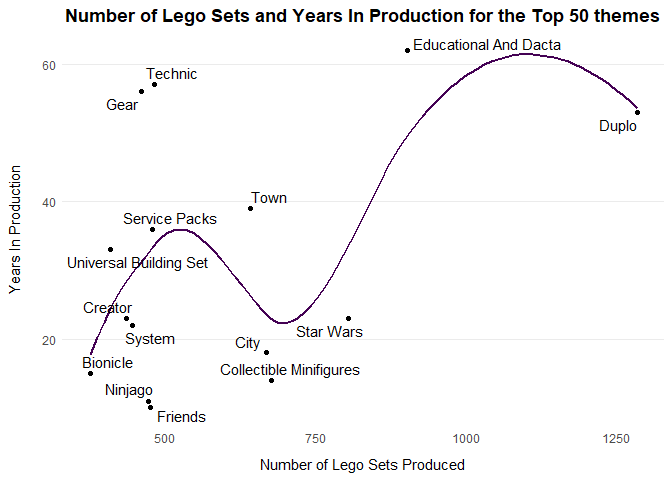 Number of Lego Sets and Years In Production for the Top 50 themes
Educational And Dacta
60
Technic
Gear
Duplo
Years In Production
40
Town
Service Packs
Universal Building Set
Creator
Star Wars
20
System
City
Bionicle
Collectible Minifigures
Ninjago
Friends
500
750
1000
1250
Number of Lego Sets Produced